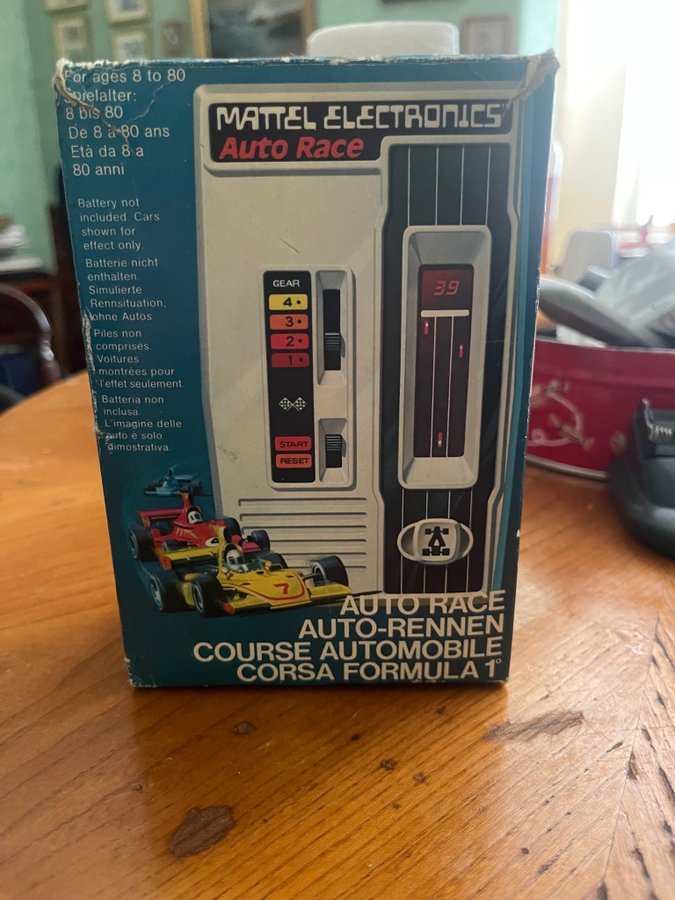 For ages 8 to 80
Spielalter:
8 bis 80
De 8 à 80 ans
Età da 8 a
80 anni
Battery not
included. Cars
shown for
effect only.
Batterie nicht
enthalten.
Simulierte
Rennsituation,
ohne Autos.
Piles non
comprises.
Voitures
montrées pour
l'effet seulement.
Batteria non
inclusa.
L'imagine delle
auto è solo
dimostrativa.
MATTEL ELECTRONICS
Auto Race
GEAR
4
3
2
1
START
RESET
39
7
AUTO RACE
AUTO-RENNEN
COURSE AUTOMOBILE
CORSA FORMULA 1°